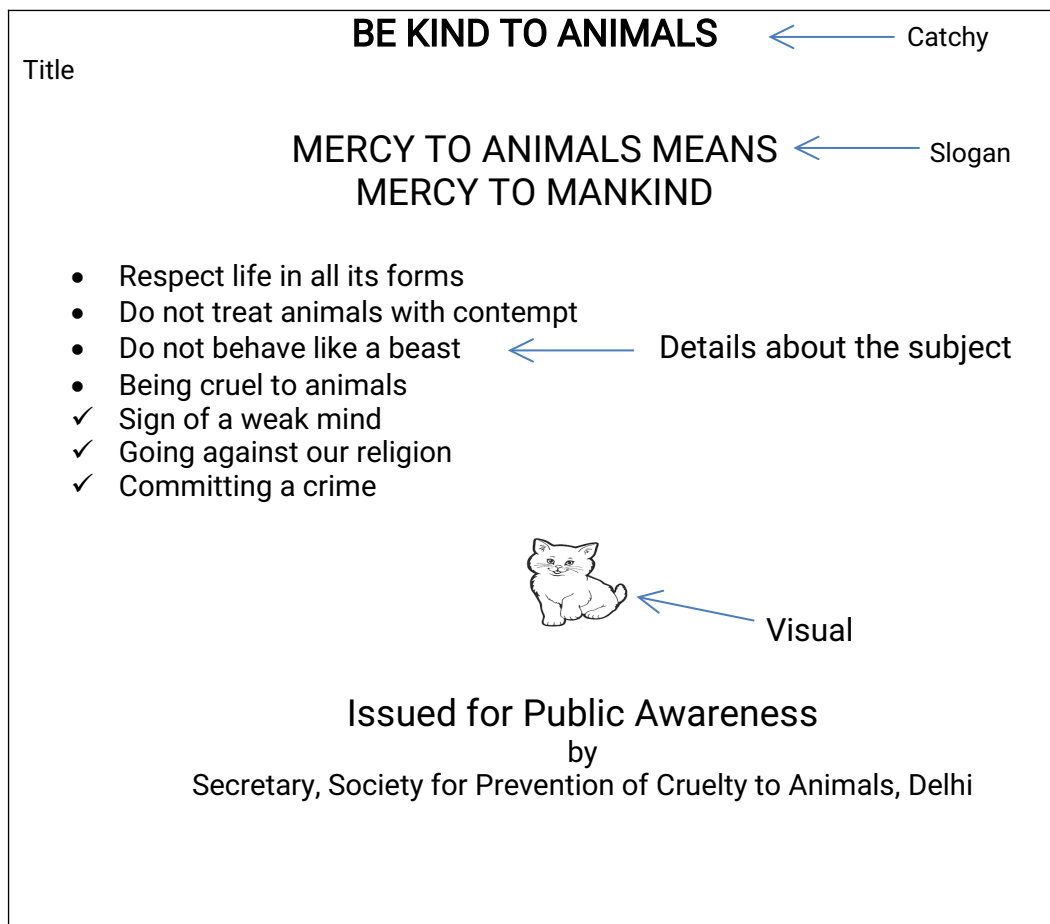 BE KIND TO ANIMALS Catchy
Title
MERCY TO ANIMALS MEANS Slogan
MERCY TO MANKIND
• Respect life in all its forms
• Do not treat animals with contempt
• Do not behave like a beast Details about the subject
• Being cruel to animals
✓ Sign of a weak mind
✓ Going against our religion
✓ Committing a crime
Visual
Issued for Public Awareness
by
Secretary, Society for Prevention of Cruelty to Animals, Delhi